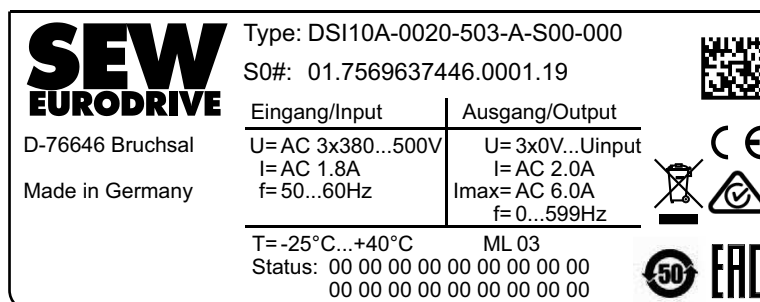 SEW
EURODRIVE
D-76646 Bruchsal
Made in Germany
Type: DSI10A-0020-503-A-S00-000
S0#: 01.7569637446.0001.19
Eingang/Input
U= AC 3x380...500V
I= AC 1.8A
f= 50...60Hz
Ausgang/Output
U= 3x0V...Uinput
I= AC 2.0A
Imax= AC 6.0A
f= 0...599Hz
T= -25°C...+40°C ML 03
Status: 00 00 00 00 00 00 00 00 00
00 00 00 00 00 00 00 00 00
CE
50
EAC